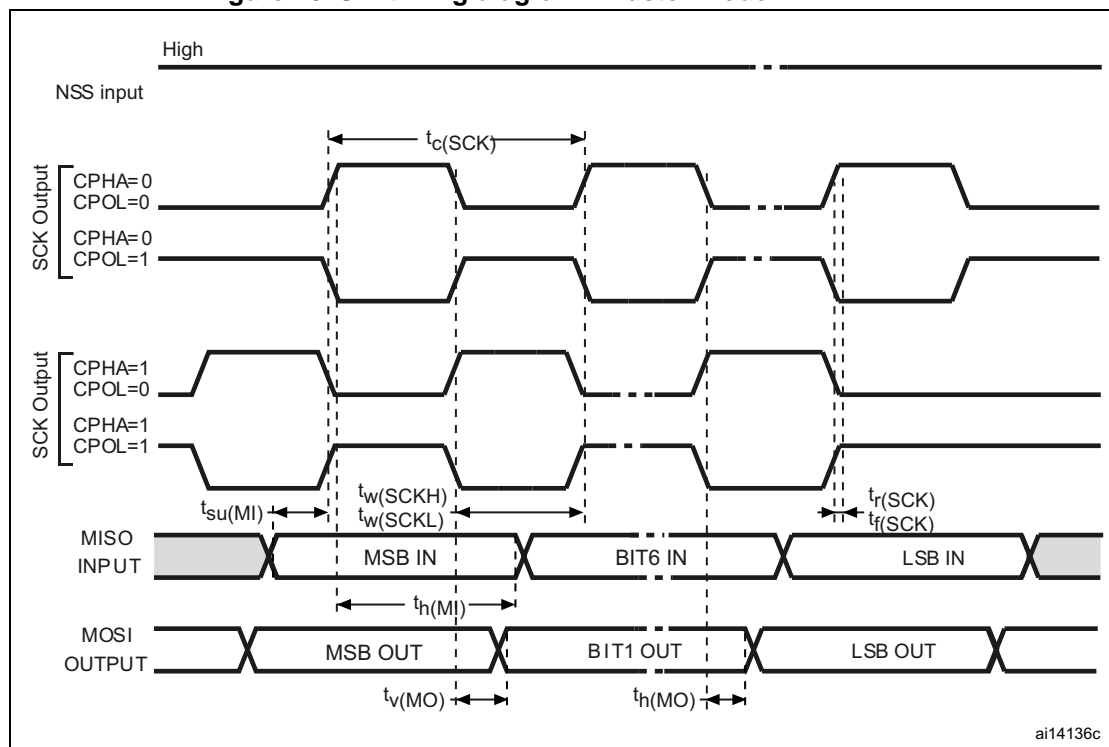 High
NSS input
tc(SCK)
SCK Output
CPHA=0
CPOL=0
CPHA=0
CPOL=1
SCK Output
CPHA=1
CPOL=0
CPHA=1
CPOL=1
tsu(MI)
tw(SCKH)
tw(SCKL)
tr(SCK)
tf(SCK)
MISO
INPUT
MSB IN
BIT6 IN
LSB IN
th(MI)
MOSI
OUTPUT
MSB OUT
BIT1 OUT
LSB OUT
tv(MO)
th(MO)
ai14136c